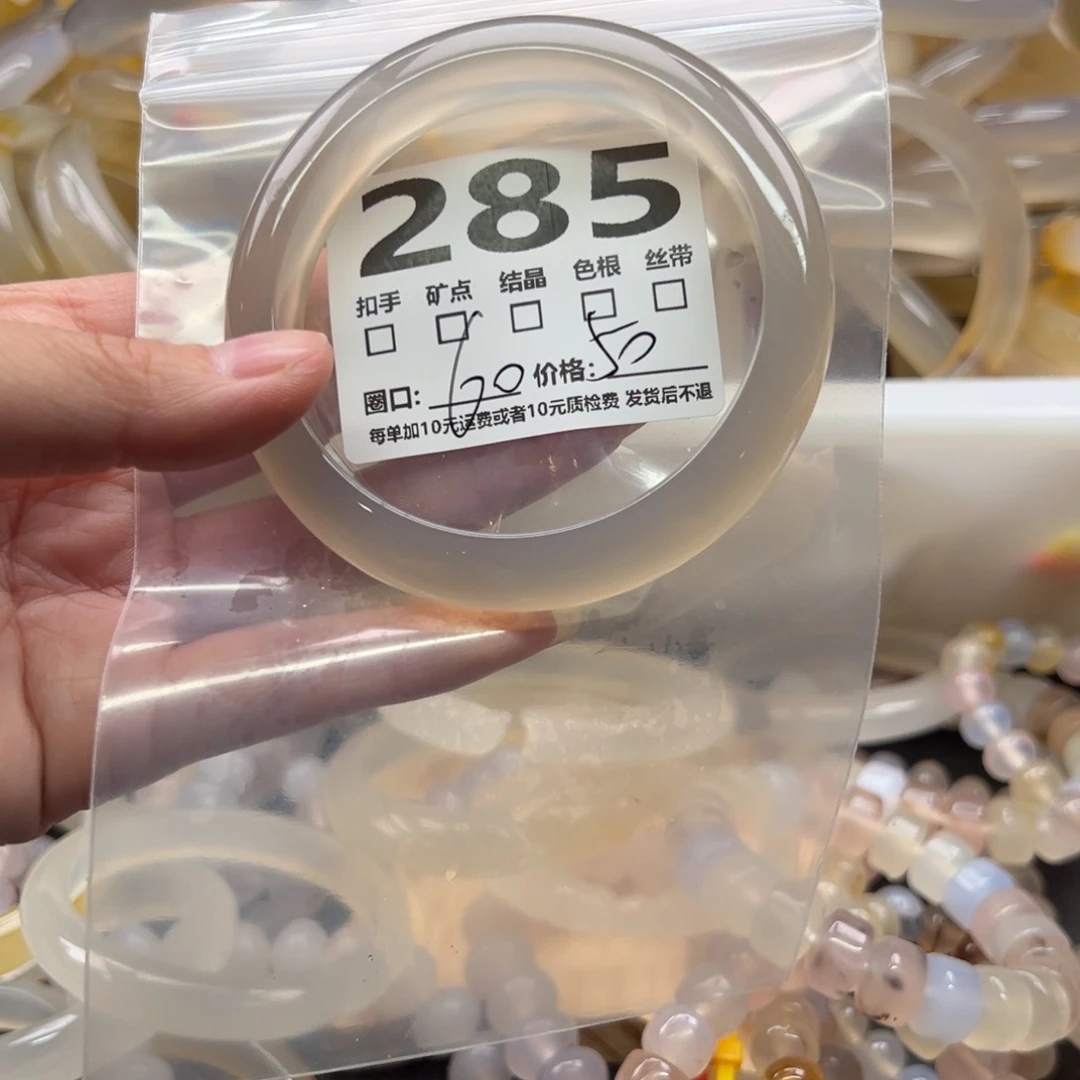 285
扣手 矿点 结晶 色根 丝带
圈口: 60 价格: 50
每单加10元运费或者10元质检费 发货后不退